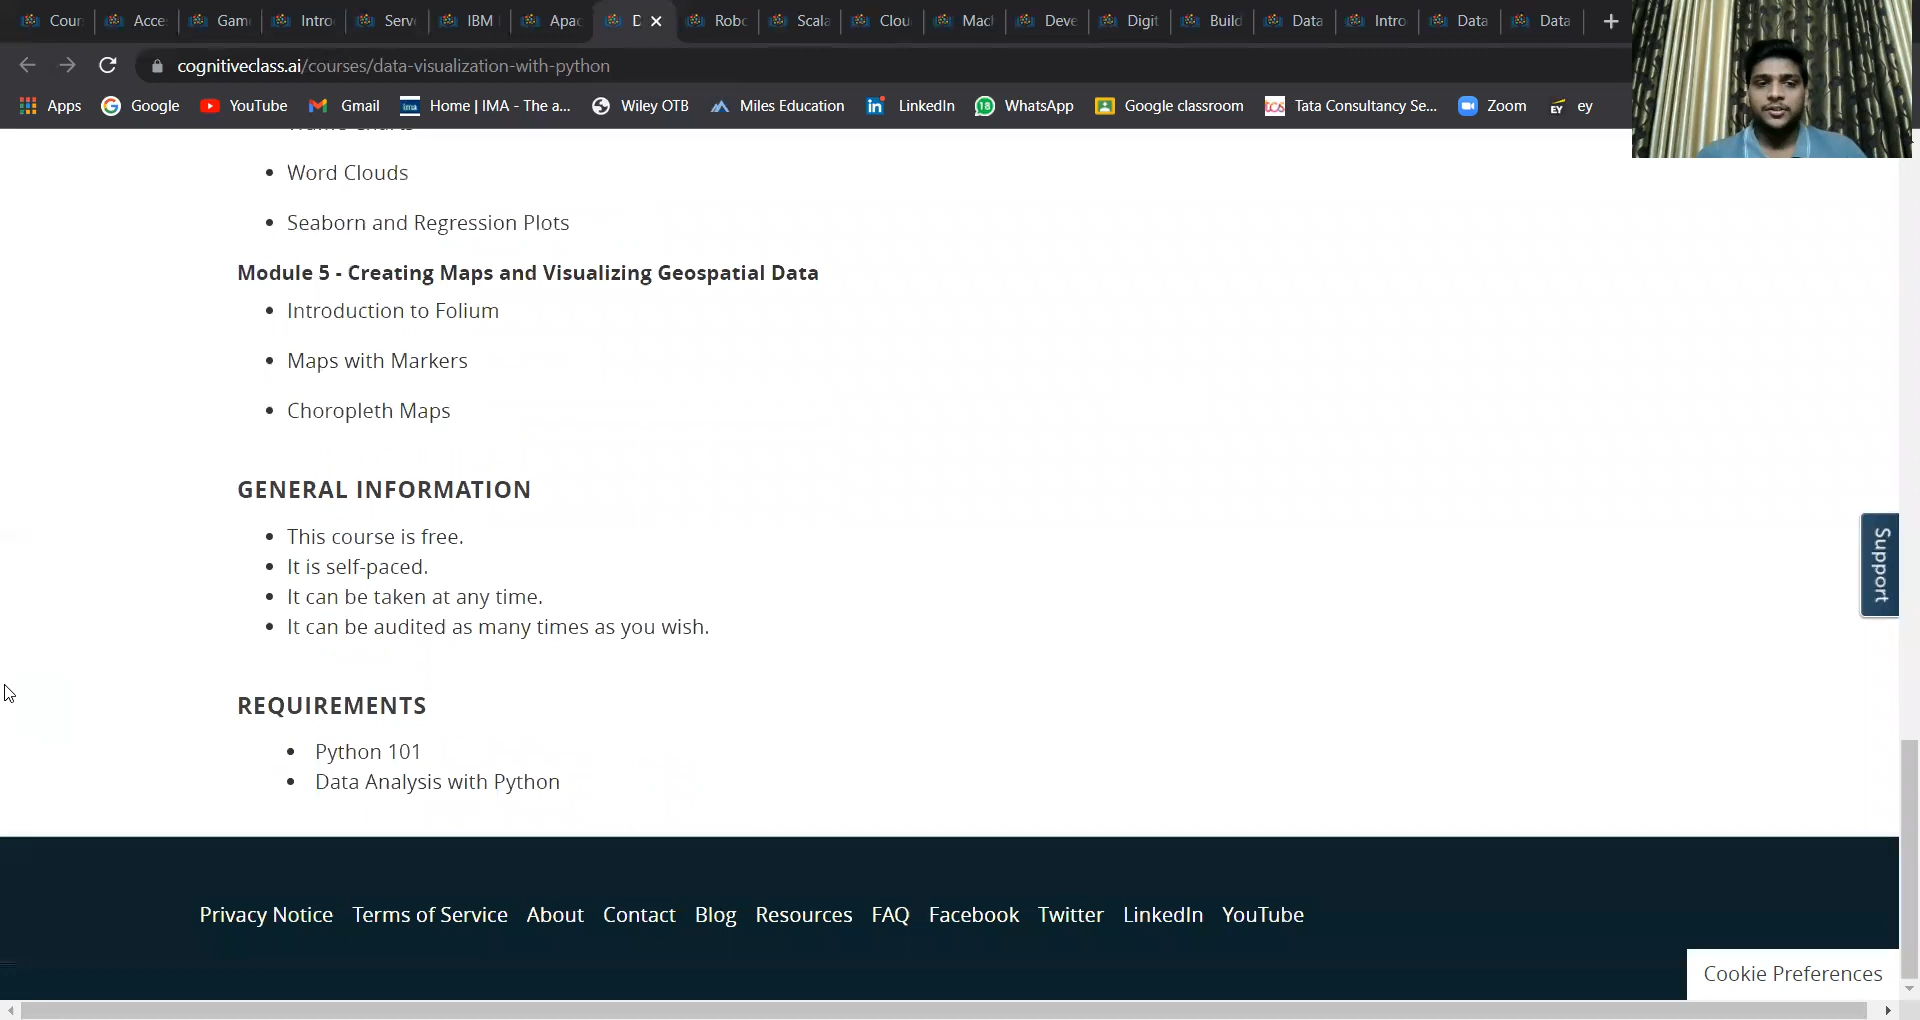 Cour Acce Gam Intro Serv IBM Apac D Robo Scala Clou Mach Deve Digit Build Data Intro Data Data
cognitiveclass.ai/courses/data-visualization-with-python
Apps Google YouTube Gmail Home | IMA - The a... Wiley OTB Miles Education LinkedIn WhatsApp Google classroom Tata Consultancy Se... Zoom ey
Word Clouds
Seaborn and Regression Plots
Module 5 - Creating Maps and Visualizing Geospatial Data
Introduction to Folium
Maps with Markers
Choropleth Maps
GENERAL INFORMATION
This course is free.
It is self-paced.
It can be taken at any time.
It can be audited as many times as you wish.
Support
REQUIREMENTS
Python 101
Data Analysis with Python
Privacy Notice Terms of Service About Contact Blog Resources FAQ Facebook Twitter LinkedIn YouTube
Cookie Preferences